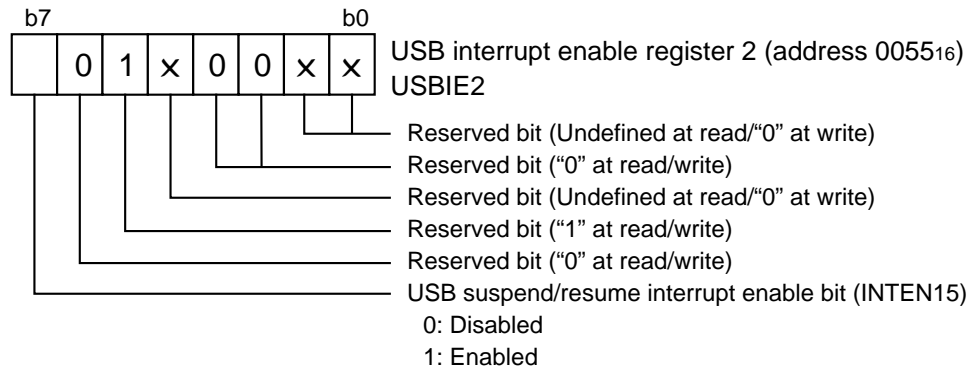 b7 b0
0 1 x 0 0 x x
USB interrupt enable register 2 (address 005516)
USBIE2
Reserved bit (Undefined at read/“0” at write)
Reserved bit (“0” at read/write)
Reserved bit (Undefined at read/“0” at write)
Reserved bit (“1” at read/write)
Reserved bit (“0” at read/write)
USB suspend/resume interrupt enable bit (INTEN15)
0: Disabled
1: Enabled